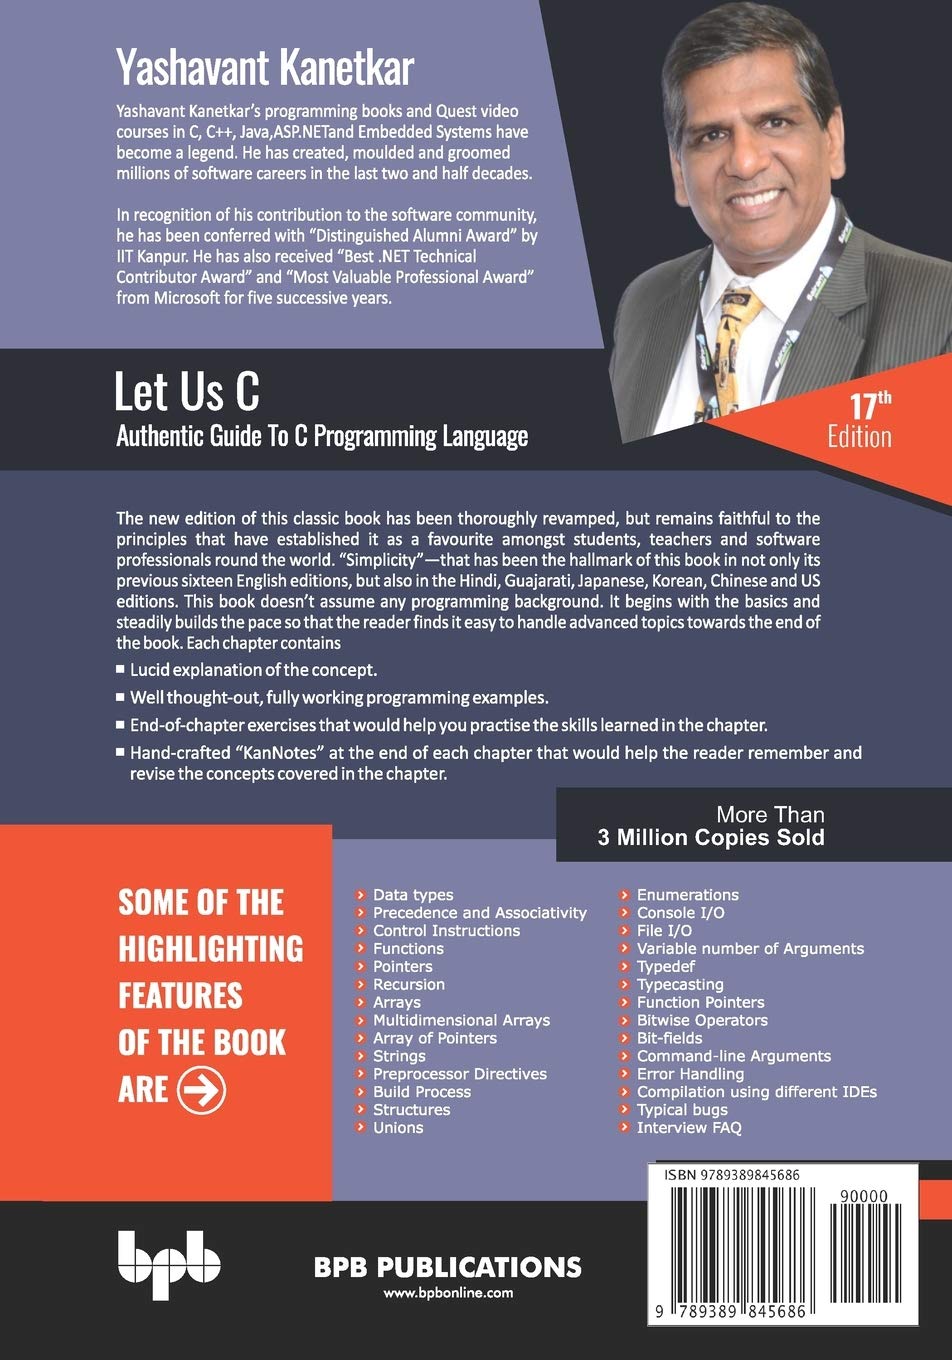 Yashavant Kanetkar
Yashavant Kanetkar's programming books and Quest video
courses in C, C++, Java,ASP.NETand Embedded Systems have
become a legend. He has created, moulded and groomed
millions of software careers in the last two and half decades.
In recognition of his contribution to the software community,
he has been conferred with “Distinguished Alumni Award” by
IIT Kanpur. He has also received “Best .NET Technical
Contributor Award” and “Most Valuable Professional Award”
from Microsoft for five successive years.
Let Us C
Authentic Guide To C Programming Language
17th
Edition
The new edition of this classic book has been thoroughly revamped, but remains faithful to the
principles that have established it as a favourite amongst students, teachers and software
professionals round the world. “Simplicity”—that has been the hallmark of this book in not only its
previous sixteen English editions, but also in the Hindi, Guajarati, Japanese, Korean, Chinese and US
editions. This book doesn't assume any programming background. It begins with the basics and
steadily builds the pace so that the reader finds it easy to handle advanced topics towards the end of
the book. Each chapter contains
Lucid explanation of the concept.
Well thought-out, fully working programming examples.
End-of-chapter exercises that would help you practise the skills learned in the chapter.
Hand-crafted “KanNotes” at the end of each chapter that would help the reader remember and
revise the concepts covered in the chapter.
More Than
3 Million Copies Sold
SOME OF THE
HIGHLIGHTING
FEATURES
OF THE BOOK
ARE
Data types
Precedence and Associativity
Control Instructions
Functions
Pointers
Recursion
Arrays
Multidimensional Arrays
Array of Pointers
Strings
Preprocessor Directives
Build Process
Structures
Unions
Enumerations
Console I/O
File I/O
Variable number of Arguments
Typedef
Typecasting
Function Pointers
Bitwise Operators
Bit-fields
Command-line Arguments
Error Handling
Compilation using different IDEs
Typical bugs
Interview FAQ
ISBN 9789389845686
90000
9 789389 845686
bpb
BPB PUBLICATIONS
www.bpbonline.com